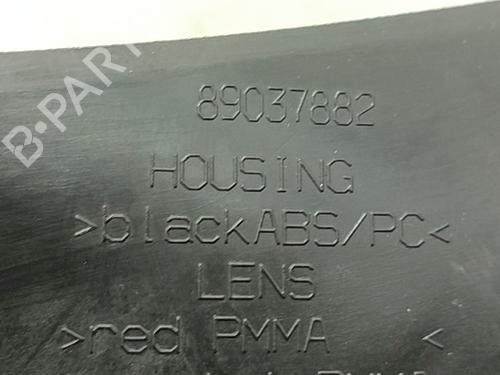 89037882
HOUSING
>blackABS/PC<
LENS
>red PMMA <